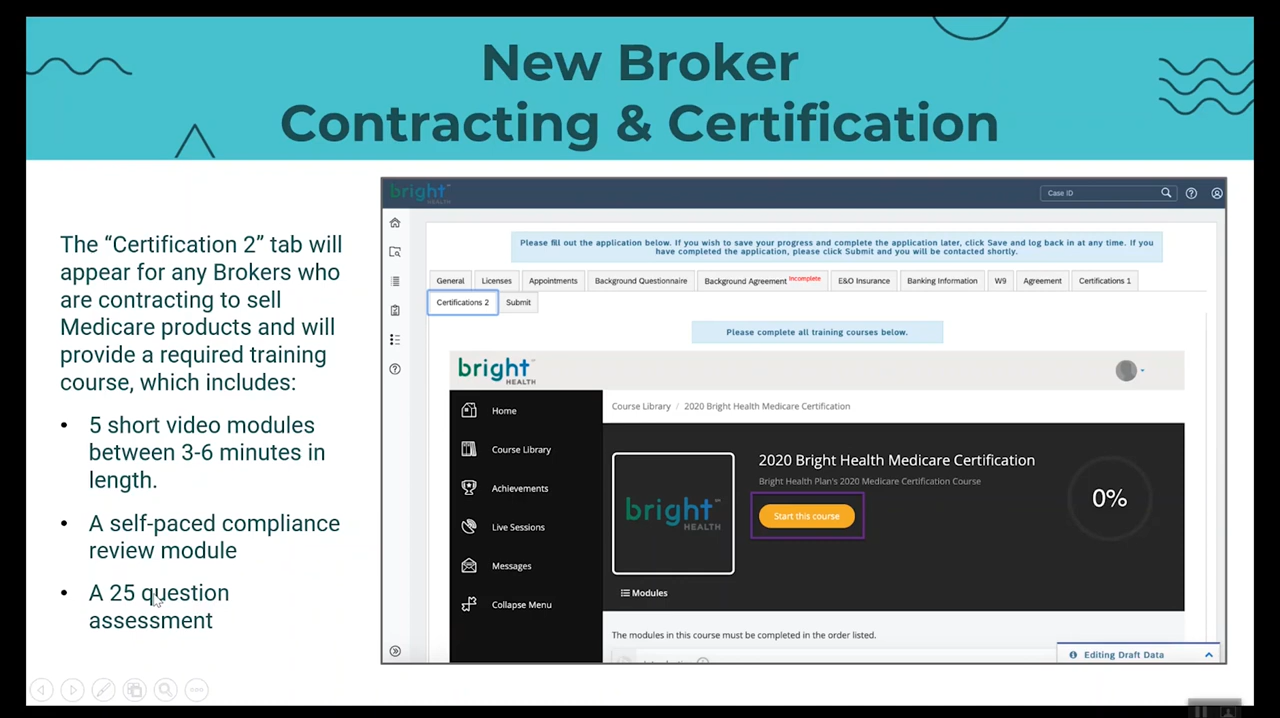 New Broker
Contracting & Certification
The “Certification 2” tab will
appear for any Brokers who
are contracting to sell
Medicare products and will
provide a required training
course, which includes:
• 5 short video modules
between 3-6 minutes in
length.
• A self-paced compliance
review module
• A 25 question
assessment
bright
HEALTH
Case ID
Please fill out the application below. If you wish to save your progress and complete the application later, click Save and log back in at any time. If you
have completed the application, please click Submit and you will be contacted shortly.
General Licenses Appointments Background Questionnaire Background Agreement Incomplete E&O Insurance Banking Information W9 Agreement Certifications 1
Certifications 2 Submit
Please complete all training courses below.
bright
HEALTH
Home
Course Library
Achievements
Live Sessions
Messages
Collapse Menu
Course Library / 2020 Bright Health Medicare Certification
bright
HEALTH
2020 Bright Health Medicare Certification
Bright Health Plan's 2020 Medicare Certification Course
Start this course
0%
Modules
The modules in this course must be completed in the order listed.
Editing Draft Data